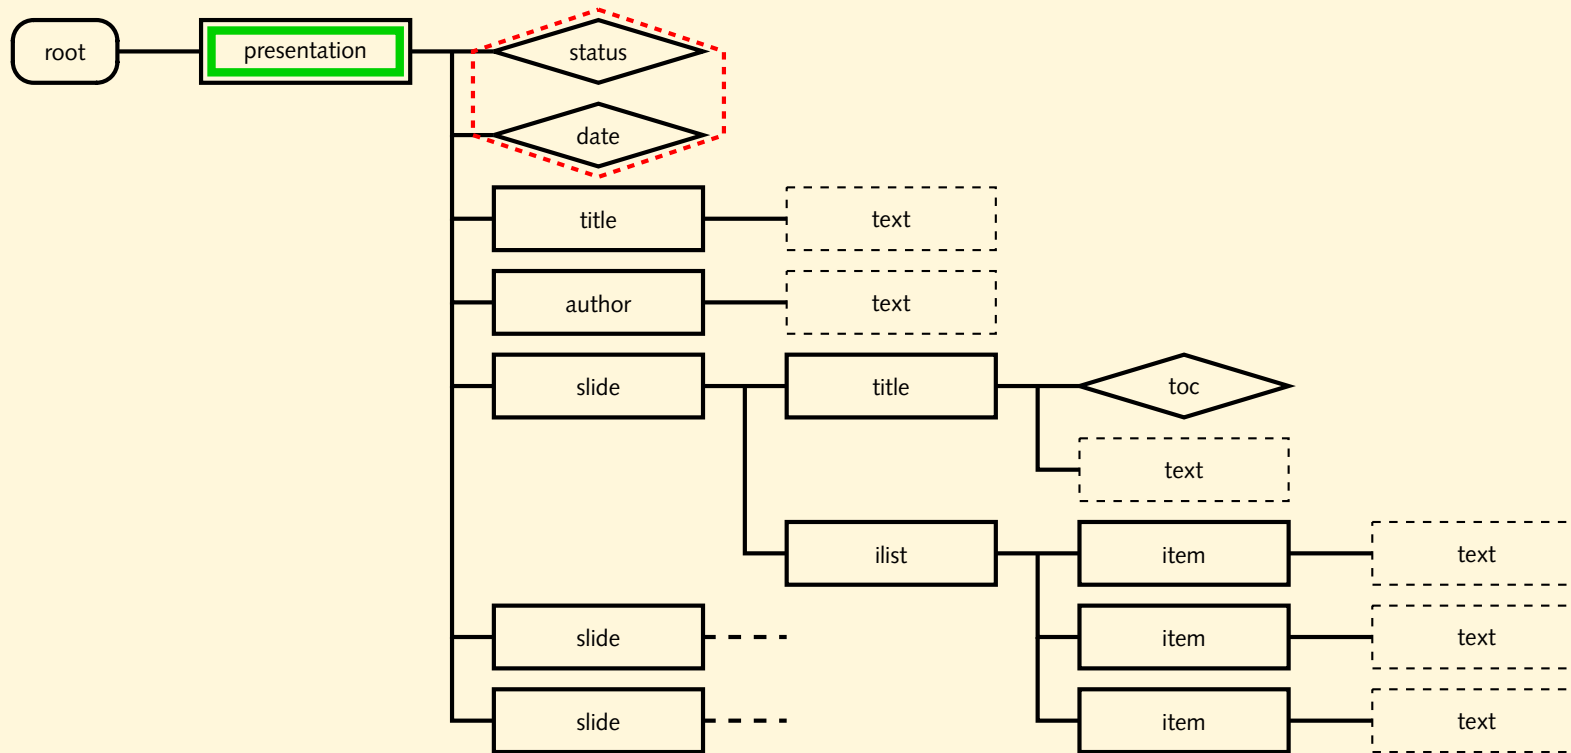 root presentation status
date
title text
author text
slide title toc
text
ilist item text
slide item text
slide item text